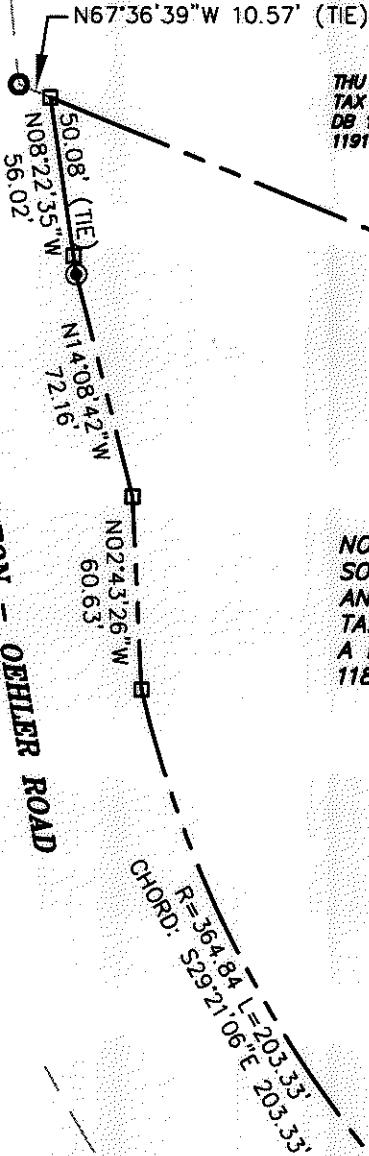 N67°36'39"W 10.57' (TIE)
THU
TAX
DB
1191
50.08' (TIE)
N08°22'35"W
56.02'
N14°08'42"W
72.16'
N02°43'26"W
60.63'
NO
SO
AN
TA
A
118
– OEHLER ROAD
R=364.84 L=203.33'
CHORD: S29°21'06"E 203.33'